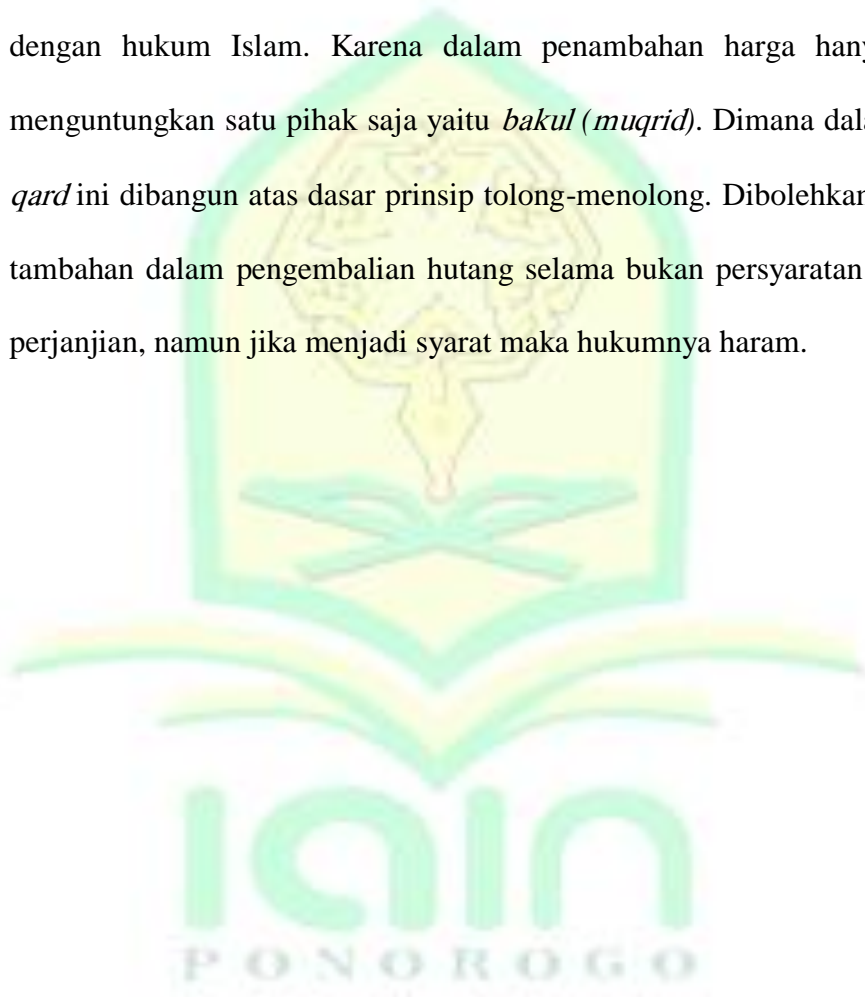 dengan hukum Islam. Karena dalam penambahan harga
menguntungkan satu pihak saja yaitu bakul (muqrid). Dimana
qard ini dibangun atas dasar prinsip tolong-menolong. Dibolehkan
tambahan dalam pengembalian hutang selama bukan persyaratan
perjanjian, namun jika menjadi syarat maka hukumnya haram.
iain
PONOROGO